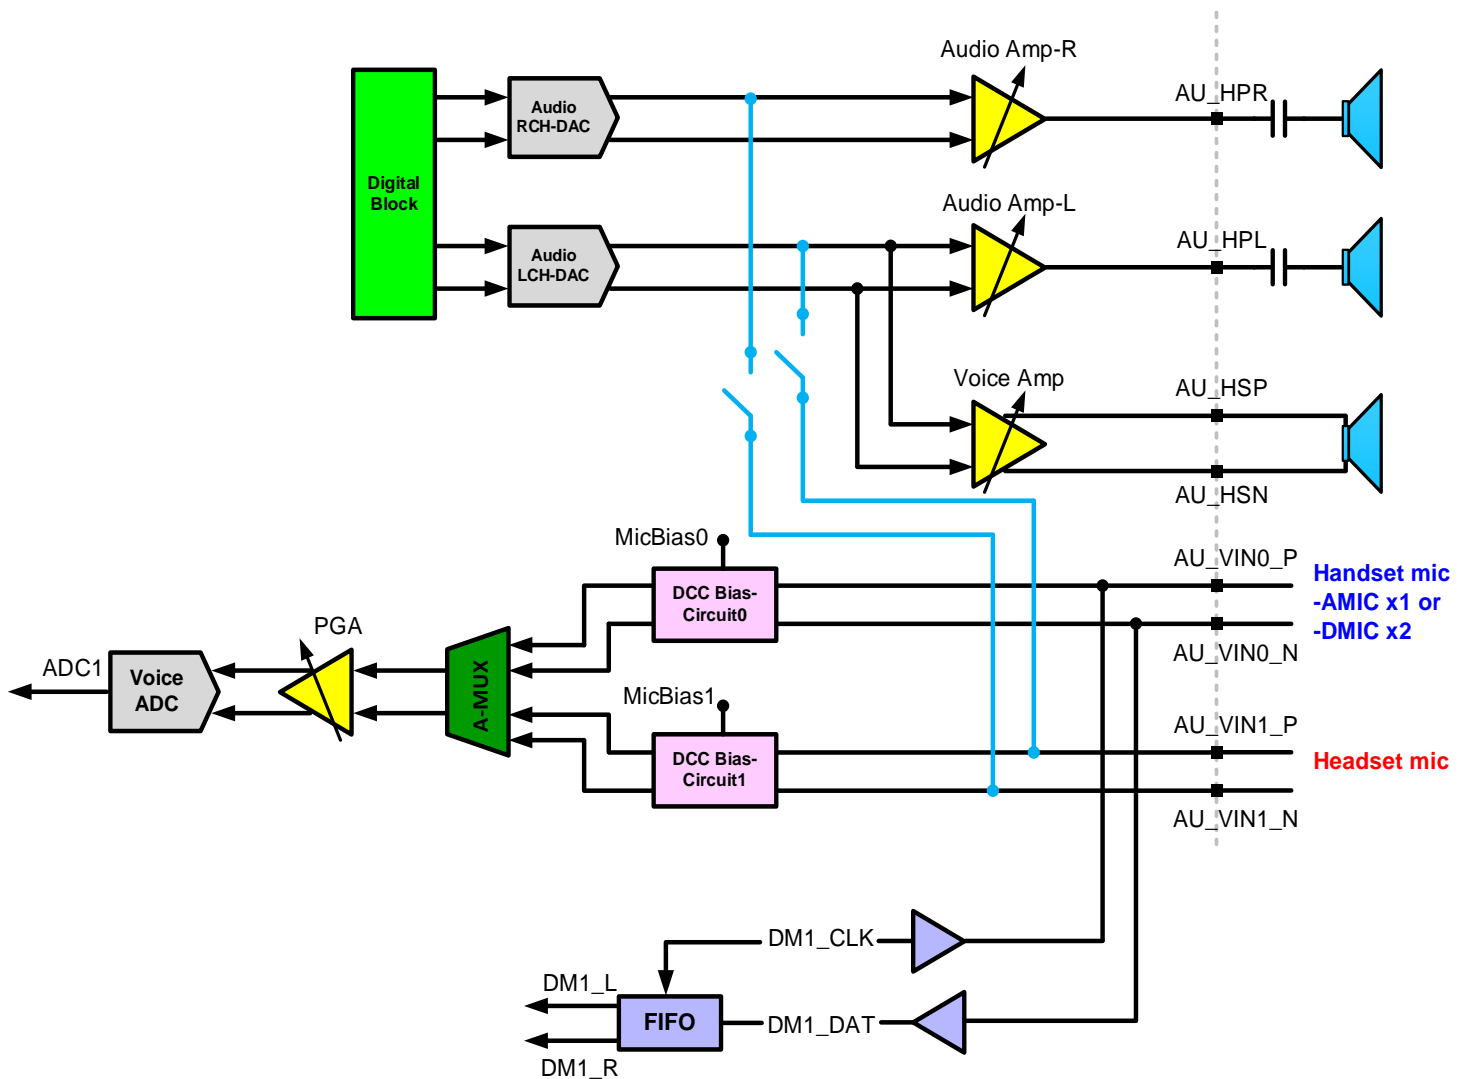 Audio Amp-R
AU_HPR
Audio
RCH-DAC
Digital
Block
Audio Amp-L
AU_HPL
Audio
LCH-DAC
Voice Amp
AU_HSP
AU_HSN
MicBias0
AU_VIN0_P
DCC Bias-
Circuit0
Handset mic
-AMIC x1 or
-DMIC x2
PGA
AU_VIN0_N
ADC1
Voice
ADC
A-MUX
MicBias1
AU_VIN1_P
DCC Bias-
Circuit1
Headset mic
AU_VIN1_N
DM1_CLK
DM1_L
FIFO
DM1_DAT
DM1_R